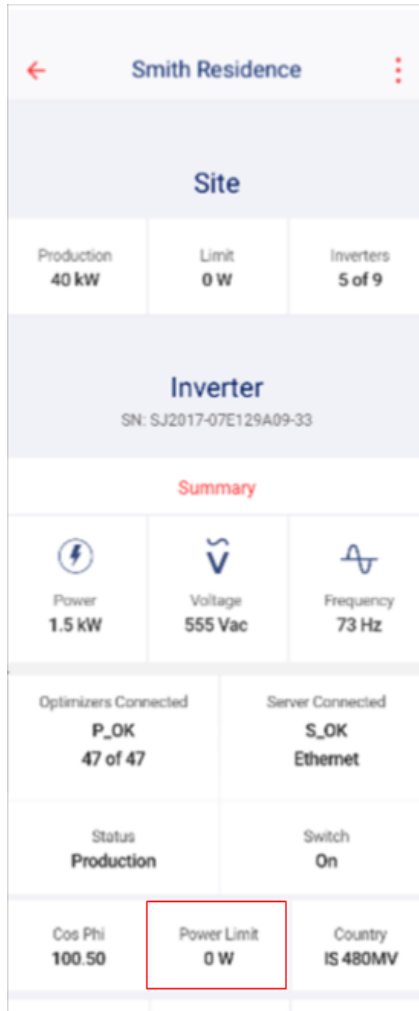 Smith Residence
Site
Production Limit Inverters
40 kW 0 W 5 of 9
Inverter
SN: SJ2017-07E129A09-33
Summary
Power Voltage Frequency
1.5 kW 555 Vac 73 Hz
Optimizers Connected Server Connected
P_OK S_OK
47 of 47 Ethernet
Status Switch
Production On
Cos Phi Power Limit Country
100.50 0 W IS 480MV